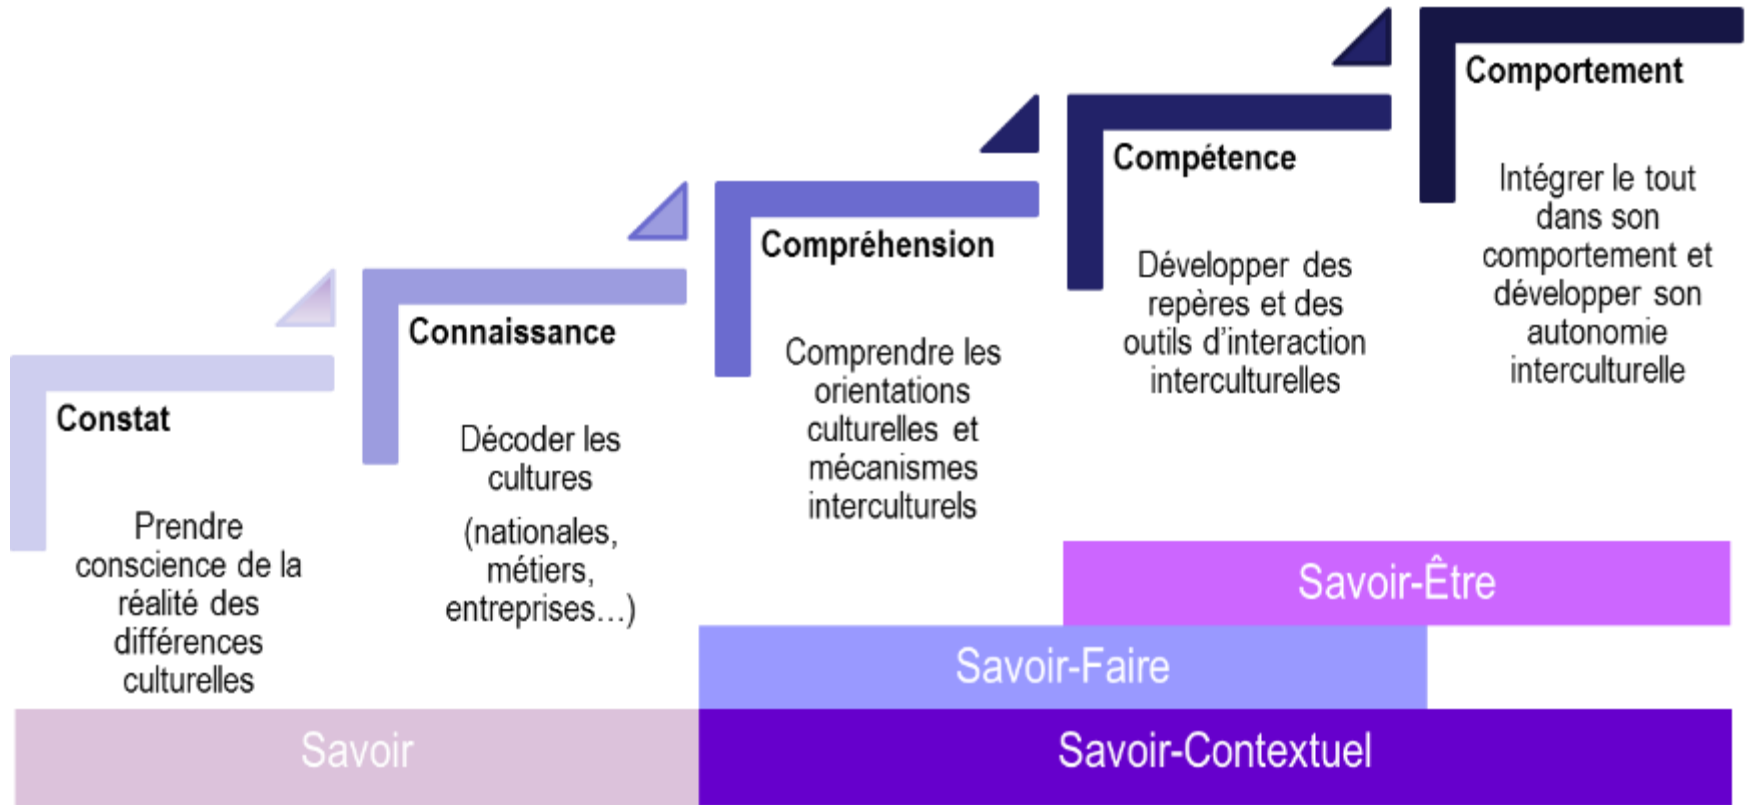 Constat
Prendre
conscience de la
réalité des
différences
culturelles
Connaissance
Décoder les
cultures
(nationales,
métiers,
entreprises…)
Compréhension
Comprendre les
orientations
culturelles et
mécanismes
interculturels
Compétence
Développer des
repères et des
outils d’interaction
interculturelles
Comportement
Intégrer le tout
dans son
comportement et
développer son
autonomie
interculturelle
Savoir-Être
Savoir-Faire
Savoir
Savoir-Contextuel